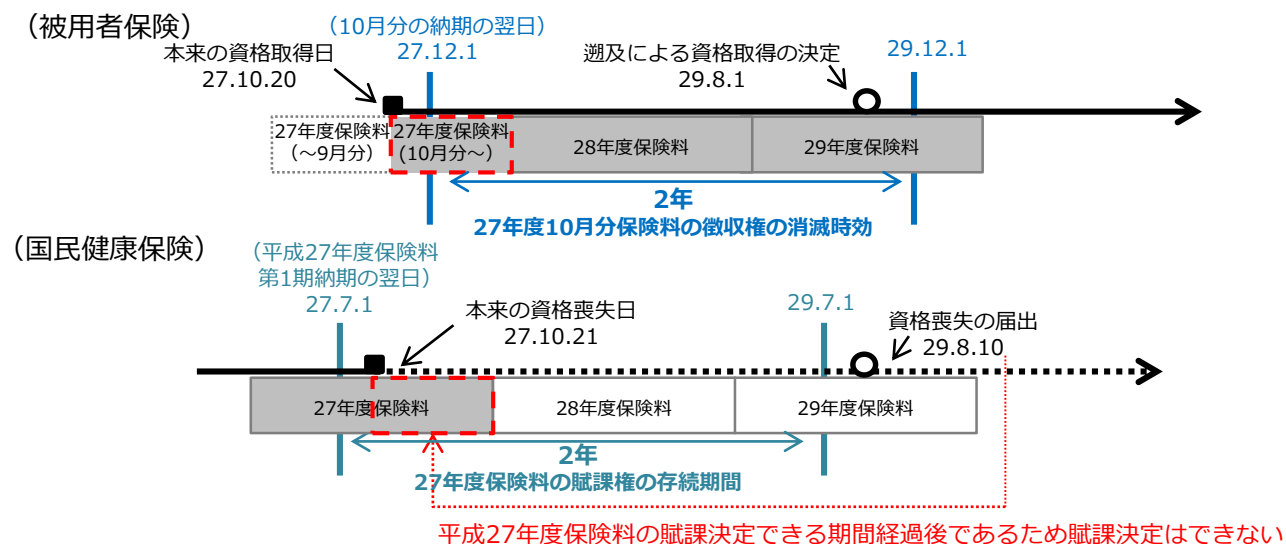 （被用者保険）
（10月分の納期の翌日）
27.12.1
本来の資格取得日
27.10.20
遡及による資格取得の決定
29.8.1
29.12.1
27年度保険料
（～9月分）
27年度保険料
(10月分～)
28年度保険料
29年度保険料
2年
27年度10月分保険料の徴収権の消滅時効
（国民健康保険）
（平成27年度保険料
第1期納期の翌日）
27.7.1
本来の資格喪失日
27.10.21
29.7.1
資格喪失の届出
29.8.10
27年度保険料
28年度保険料
29年度保険料
2年
27年度保険料の賦課権の存続期間
平成27年度保険料の賦課決定できる期間経過後であるため賦課決定はできない